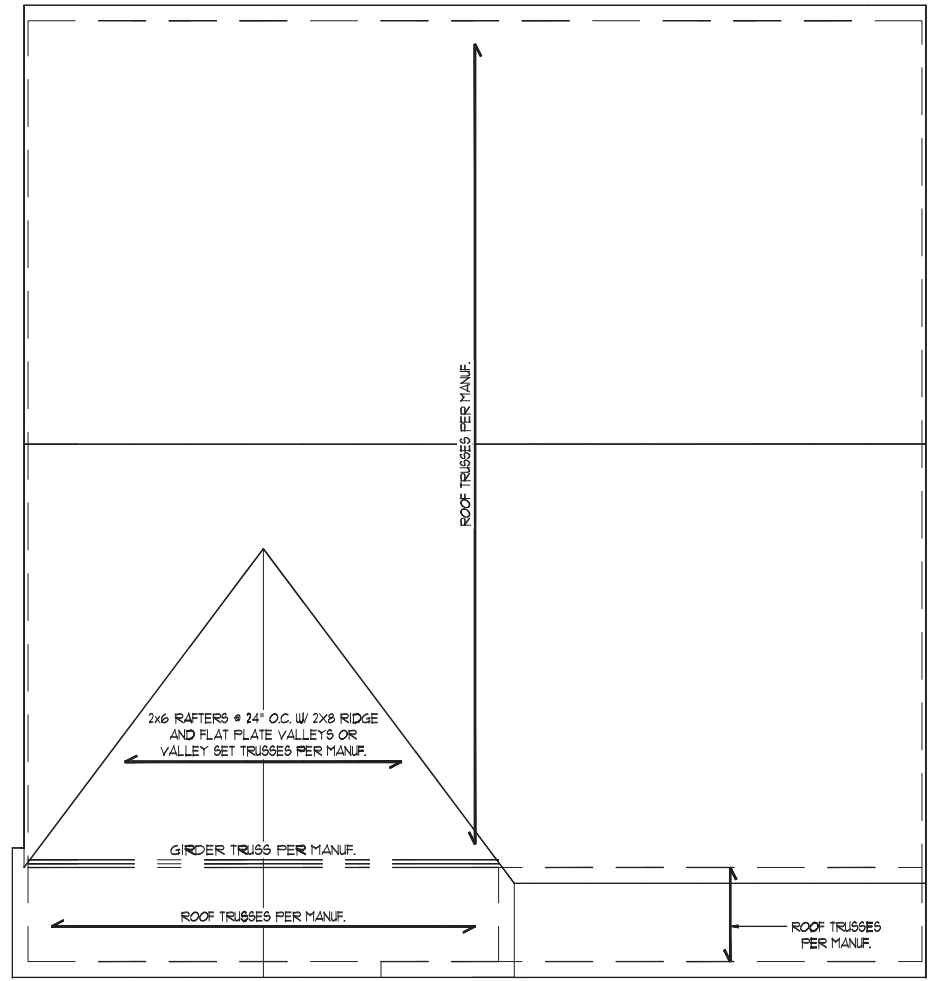 ROOF TRUSSES PER MANUF.
2x6 RAFTERS @ 24" O.C. W/ 2X8 RIDGE
AND FLAT PLATE VALLEYS OR
VALLEY SET TRUSSES PER MANUF.
GIRDER TRUSS PER MANUF.
ROOF TRUSSES PER MANUF.
ROOF TRUSSES
PER MANUF.